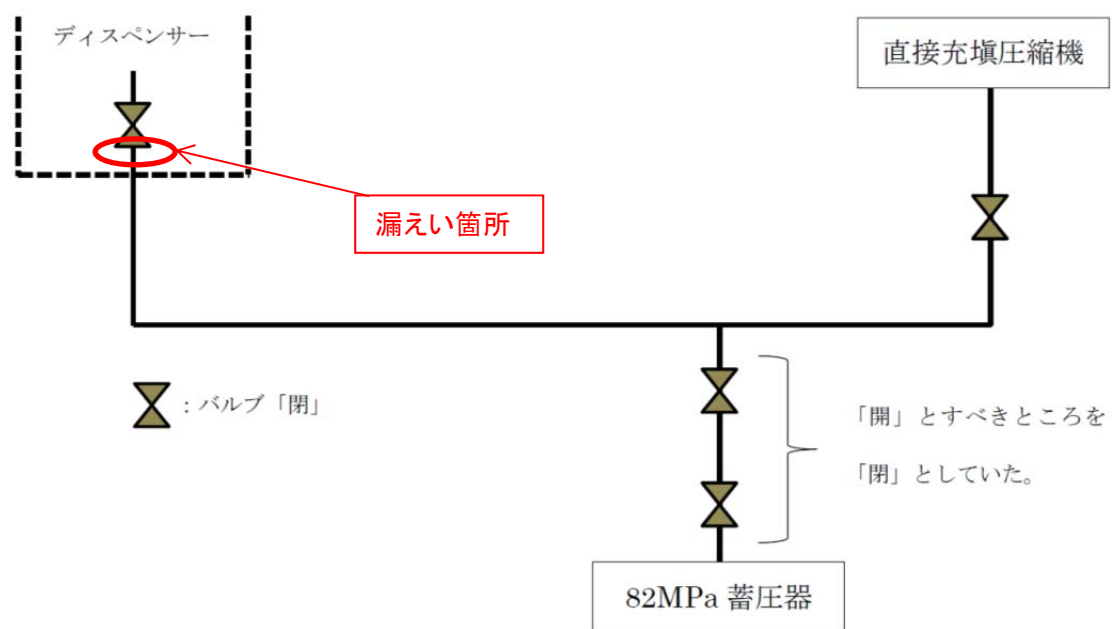 ディスペンサー
直接充塡圧縮機
漏えい箇所
：バルブ「閉」
「開」とすべきところを
「閉」としていた。
82MPa 蓄圧器